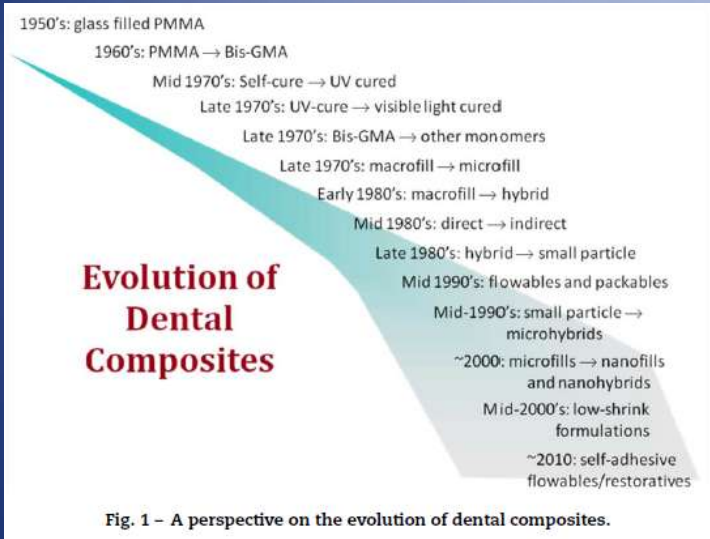 1950's: glass filled PMMA
1960's: PMMA → Bis-GMA
Mid 1970's: Self-cure → UV cured
Late 1970's: UV-cure → visible light cured
Late 1970's: Bis-GMA → other monomers
Late 1970's: macrofill → microfill
Early 1980's: macrofill → hybrid
Mid 1980's: direct → indirect
Late 1980's: hybrid → small particle
Mid 1990's: flowables and packables
Mid-1990's: small particle →
microhybrids
~2000: microfills → nanofills
and nanohybrids
Mid-2000's: low-shrink
formulations
~2010: self-adhesive
flowables/restoratives
Evolution of
Dental
Composites
Fig. 1 – A perspective on the evolution of dental composites.